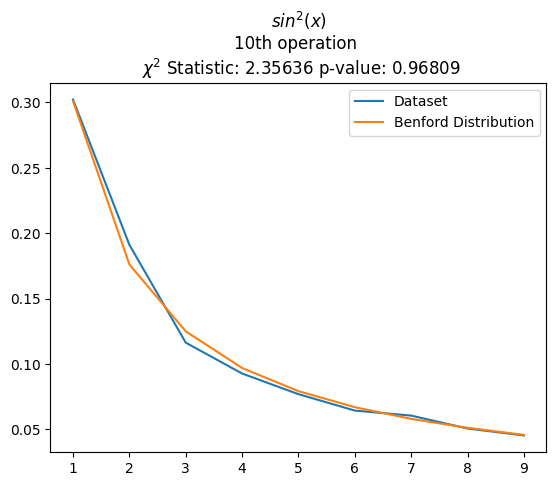 sin²(x)
10th operation
χ² Statistic: 2.35636 p-value: 0.96809
Dataset
Benford Distribution
0.30
0.25
0.20
0.15
0.10
0.05
1 2 3 4 5 6 7 8 9